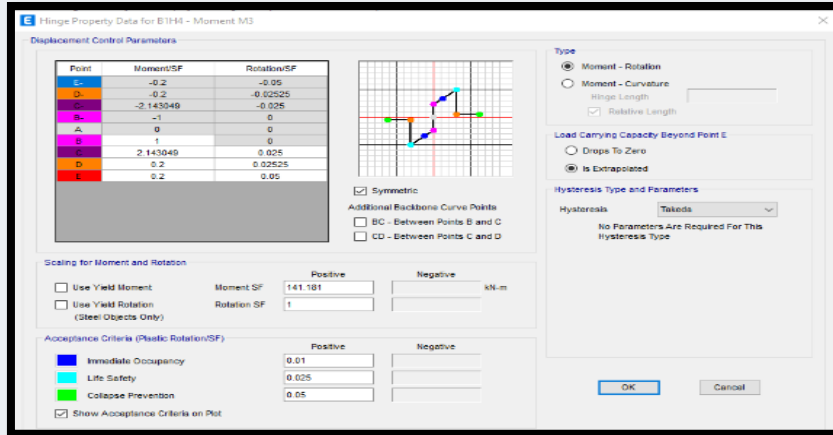 E Hinge Property Data for B1H4 - Moment M3
Displacement Control Parameters
Point Moment/SF Rotation/SF
E- -0.2 -0.05
D- -0.2 -0.02525
C- -2.143049 -0.025
B- -1 0
A 0 0
B 1 0
C 2.143049 0.025
D 0.2 0.02525
E 0.2 0.05
Symmetric
Additional Backbone Curve Points
BC - Between Points B and C
CD - Between Points C and D
Scaling for Moment and Rotation
Positive Negative
Use Yield Moment Moment SF 141.181 kN-m
Use Yield Rotation Rotation SF 1
(Steel Objects Only)
Acceptance Criteria (Plastic Rotation/SF)
Positive Negative
Immediate Occupancy 0.01
Life Safety 0.025
Collapse Prevention 0.05
Show Acceptance Criteria on Plot
Type
Moment - Rotation
Moment - Curvature
Hinge Length
Relative Length
Load Carrying Capacity Beyond Point E
Drops To Zero
Is Extrapolated
Hysteresis Type and Parameters
Hysteresis Takeda
No Parameters Are Required For This
Hysteresis Type
OK Cancel